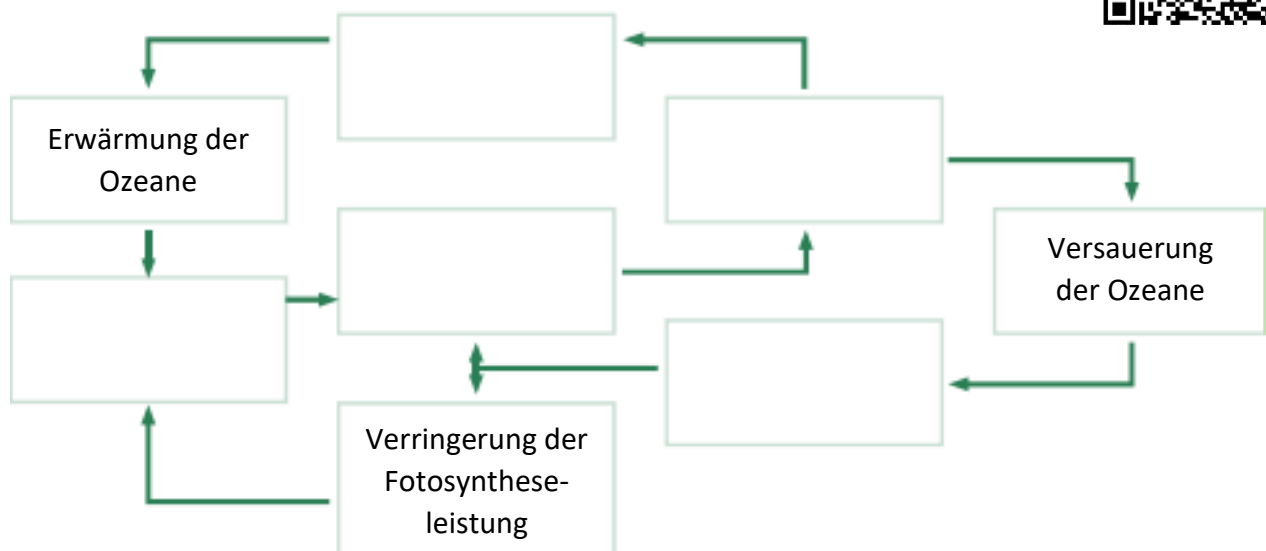 Erwärmung der
Ozeane
Versauerung
der Ozeane
Verringerung der
Fotosynthese-
leistung